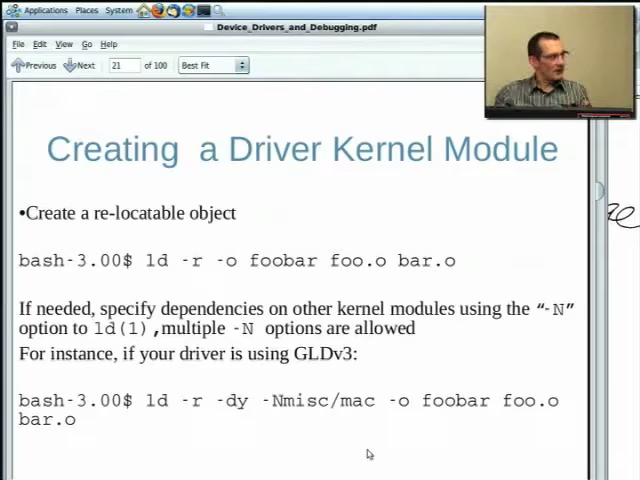 Applications Places System
Device_Drivers_and_Debugging.pdf
File Edit View Go Help
Previous Next 21 of 100 Best Fit
Creating a Driver Kernel Module
•Create a re-locatable object
bash-3.00$ ld -r -o foobar foo.o bar.o
If needed, specify dependencies on other kernel modules using the “-N”
option to ld(1),multiple -N options are allowed
For instance, if your driver is using GLDv3:
bash-3.00$ ld -r -dy -Nmisc/mac -o foobar foo.o
bar.o